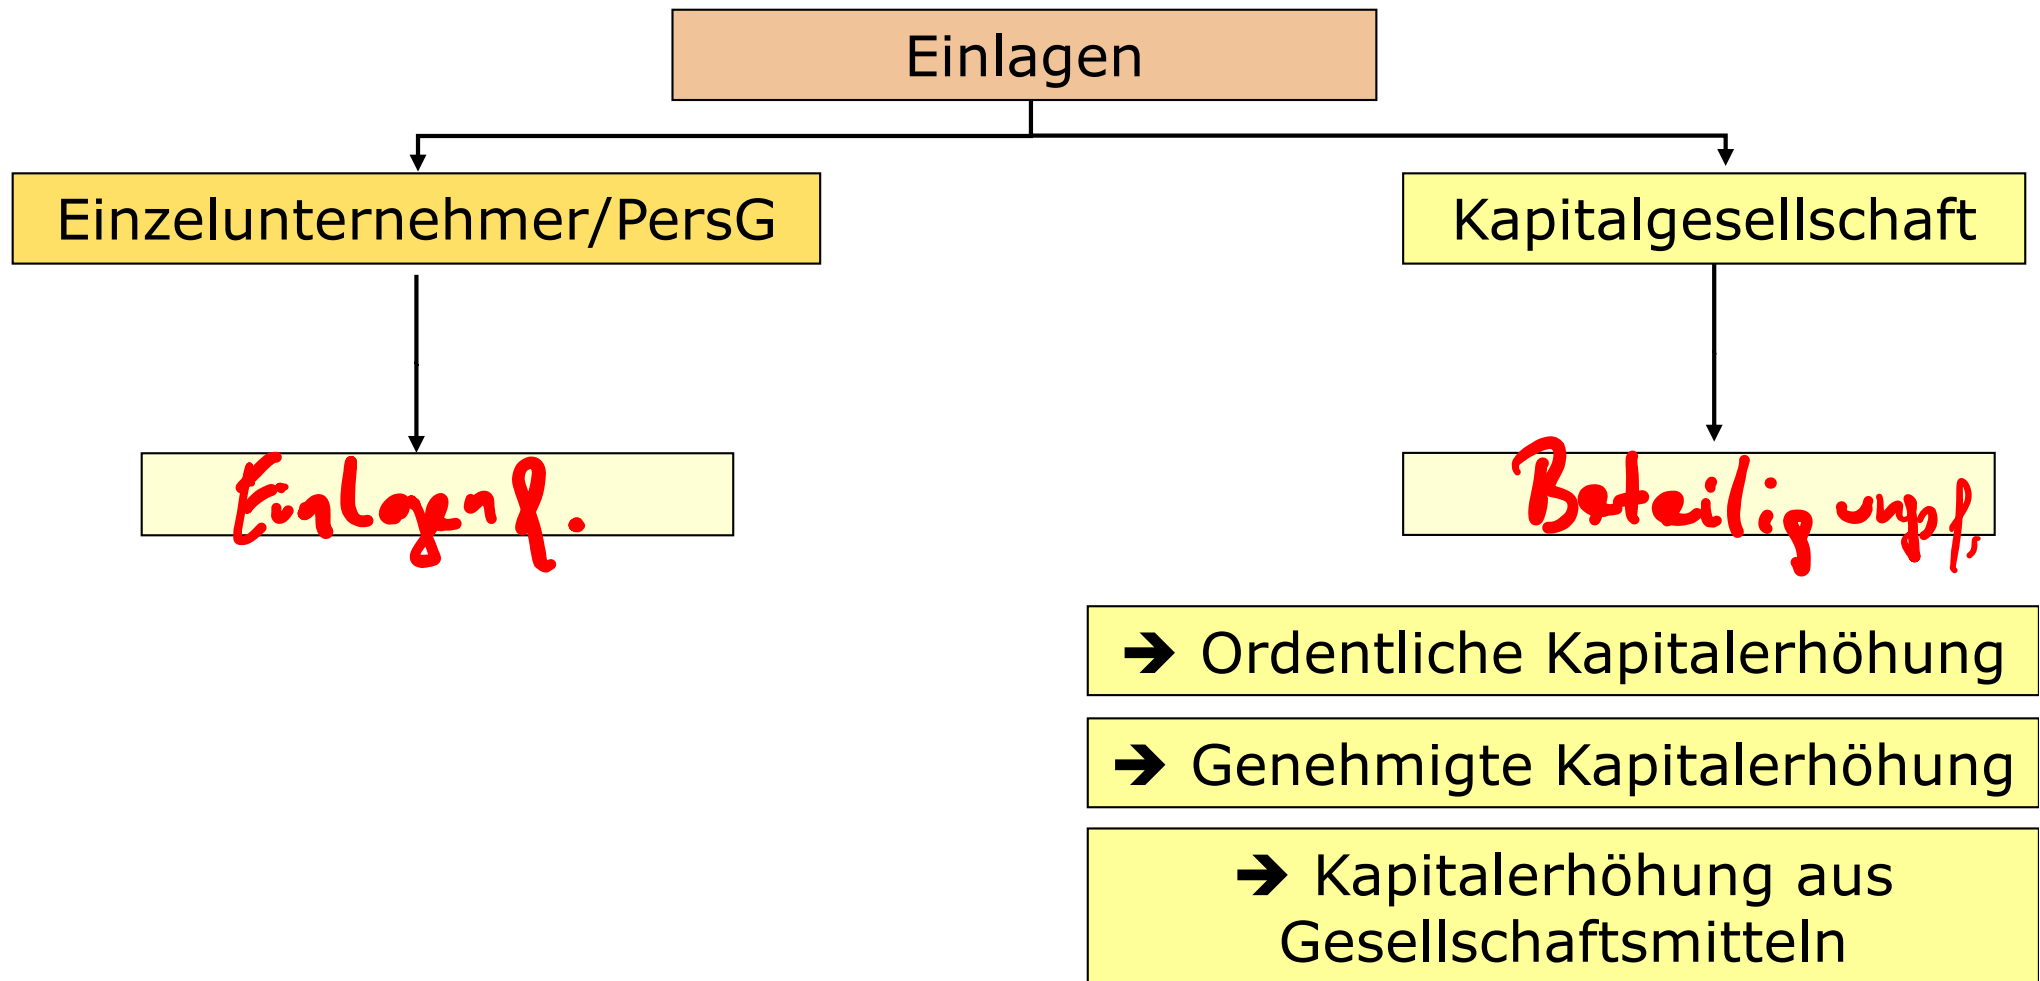 Einlagen
Einzelunternehmer/PersG
Kapitalgesellschaft
Einlagenf.
Beteiligungsf.
➔ Ordentliche Kapitalerhöhung
➔ Genehmigte Kapitalerhöhung
➔ Kapitalerhöhung aus
Gesellschaftsmitteln